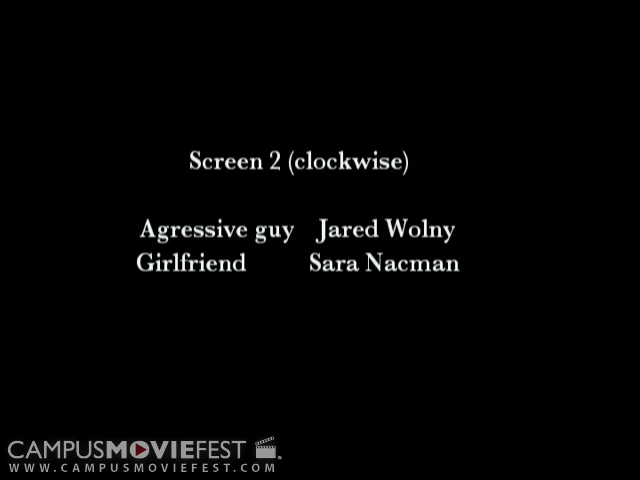 Screen 2 (clockwise)
Agressive guy Jared Wolny
Girlfriend Sara Nacman
CAMPUSMOVIEFEST
WWW.CAMPUSMOVIEFEST.COM